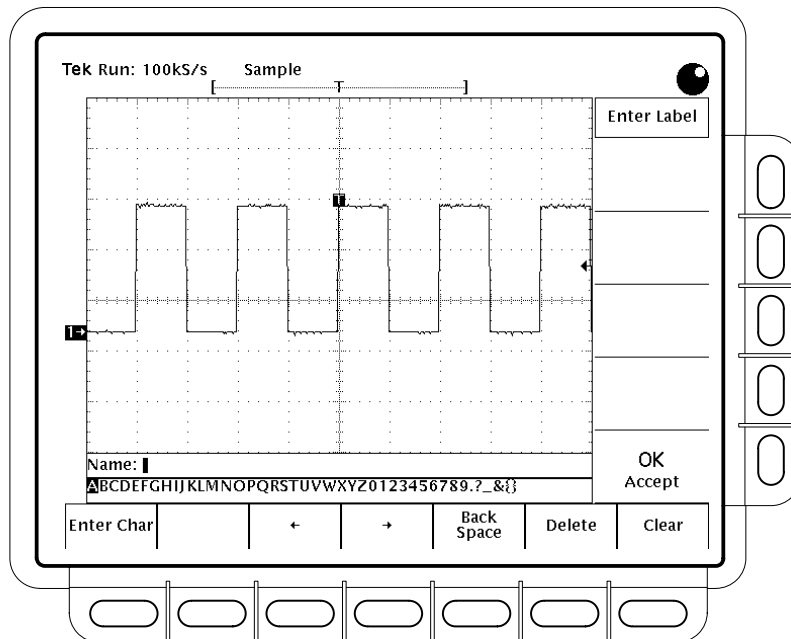 Tek Run: 100kS/s Sample
[ T ]
Enter Label
T
1→
Name:
ABCDEFGHIJKLMNOPQRSTUVWXYZ0123456789.?_&{}
OK
Accept
Enter Char
←
→
Back
Space
Delete
Clear